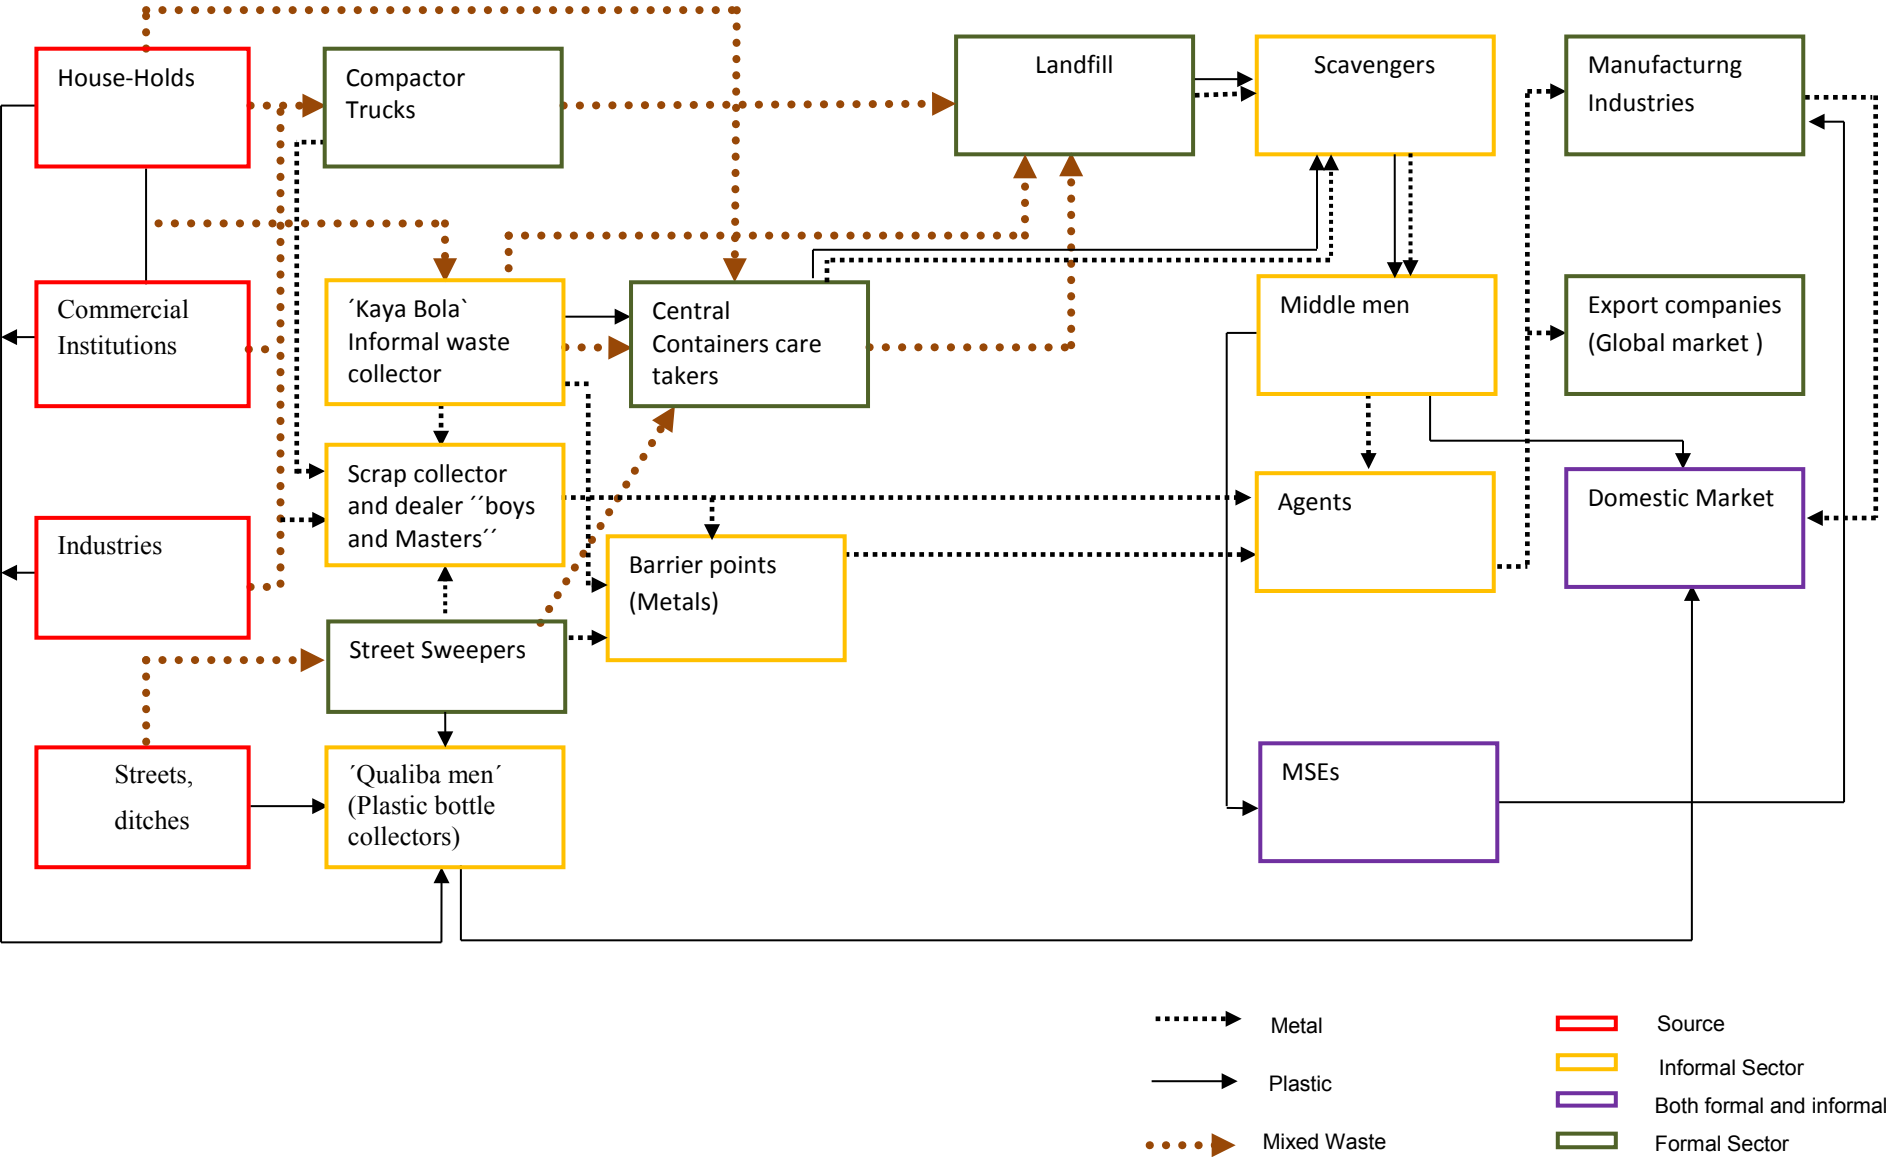 House-Holds
Compactor
Trucks
Landfill
Scavengers
Manufacturng
Industries
Commercial
Institutions
´Kaya Bola`
Informal waste
collector
Central
Containers care
takers
Middle men
Export companies
(Global market )
Scrap collector
and dealer ´´boys
and Masters´´
Agents
Domestic Market
Industries
Barrier points
(Metals)
Street Sweepers
Streets,
ditches
´Qualiba men´
(Plastic bottle
collectors)
MSEs
Metal
Plastic
Mixed Waste
Source
Informal Sector
Both formal and informal
Formal Sector